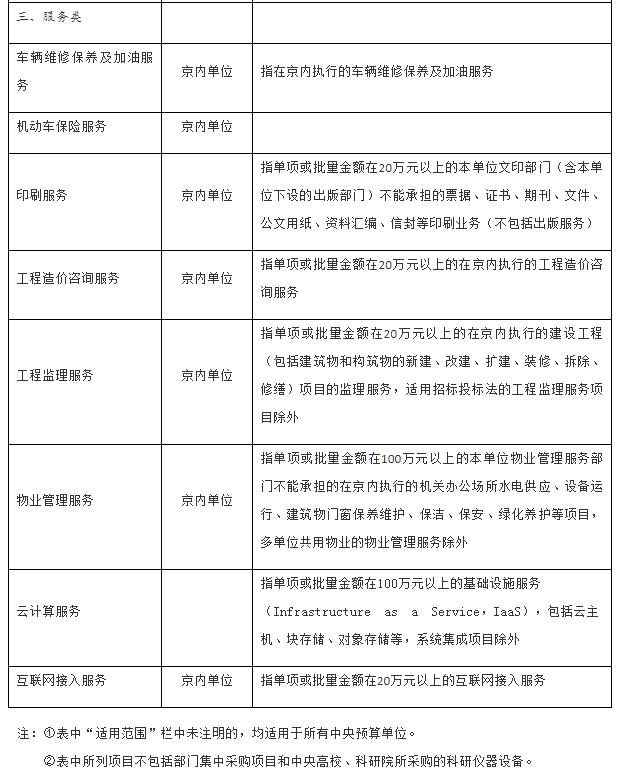 三、服务类
车辆维修保养及加油服
务
京内单位
指在京内执行的车辆维修保养及加油服务
机动车保险服务
京内单位
印刷服务
京内单位
指单项或批量金额在20万元以上的本单位文印部门（含本单
位下设的出版部门）不能承担的票据、证书、期刊、文件、
公文用纸、资料汇编、信封等印刷业务（不包括出版服务）
工程造价咨询服务
京内单位
指单项或批量金额在20万元以上的在京内执行的工程造价咨
询服务
工程监理服务
京内单位
指单项或批量金额在20万元以上的在京内执行的建设工程
（包括建筑物和构筑物的新建、改建、扩建、装修、拆除、
修缮）项目的监理服务，适用招标投标法的工程监理服务项
目除外
物业管理服务
京内单位
指单项或批量金额在100万元以上的本单位物业管理服务部
门不能承担的在京内执行的机关办公场所水电供应、设备运
行、建筑物门窗保养维护、保洁、保安、绿化养护等项目，
多单位共用物业的物业管理服务除外
云计算服务
指单项或批量金额在100万元以上的基础设施服务
（Infrastructure as a Service，IaaS），包括云主
机、块存储、对象存储等，系统集成项目除外
互联网接入服务
京内单位
指单项或批量金额在20万元以上的互联网接入服务
注：①表中“适用范围”栏中未注明的，均适用于所有中央预算单位。
②表中所列项目不包括部门集中采购项目和中央高校、科研院所采购的科研仪器设备。